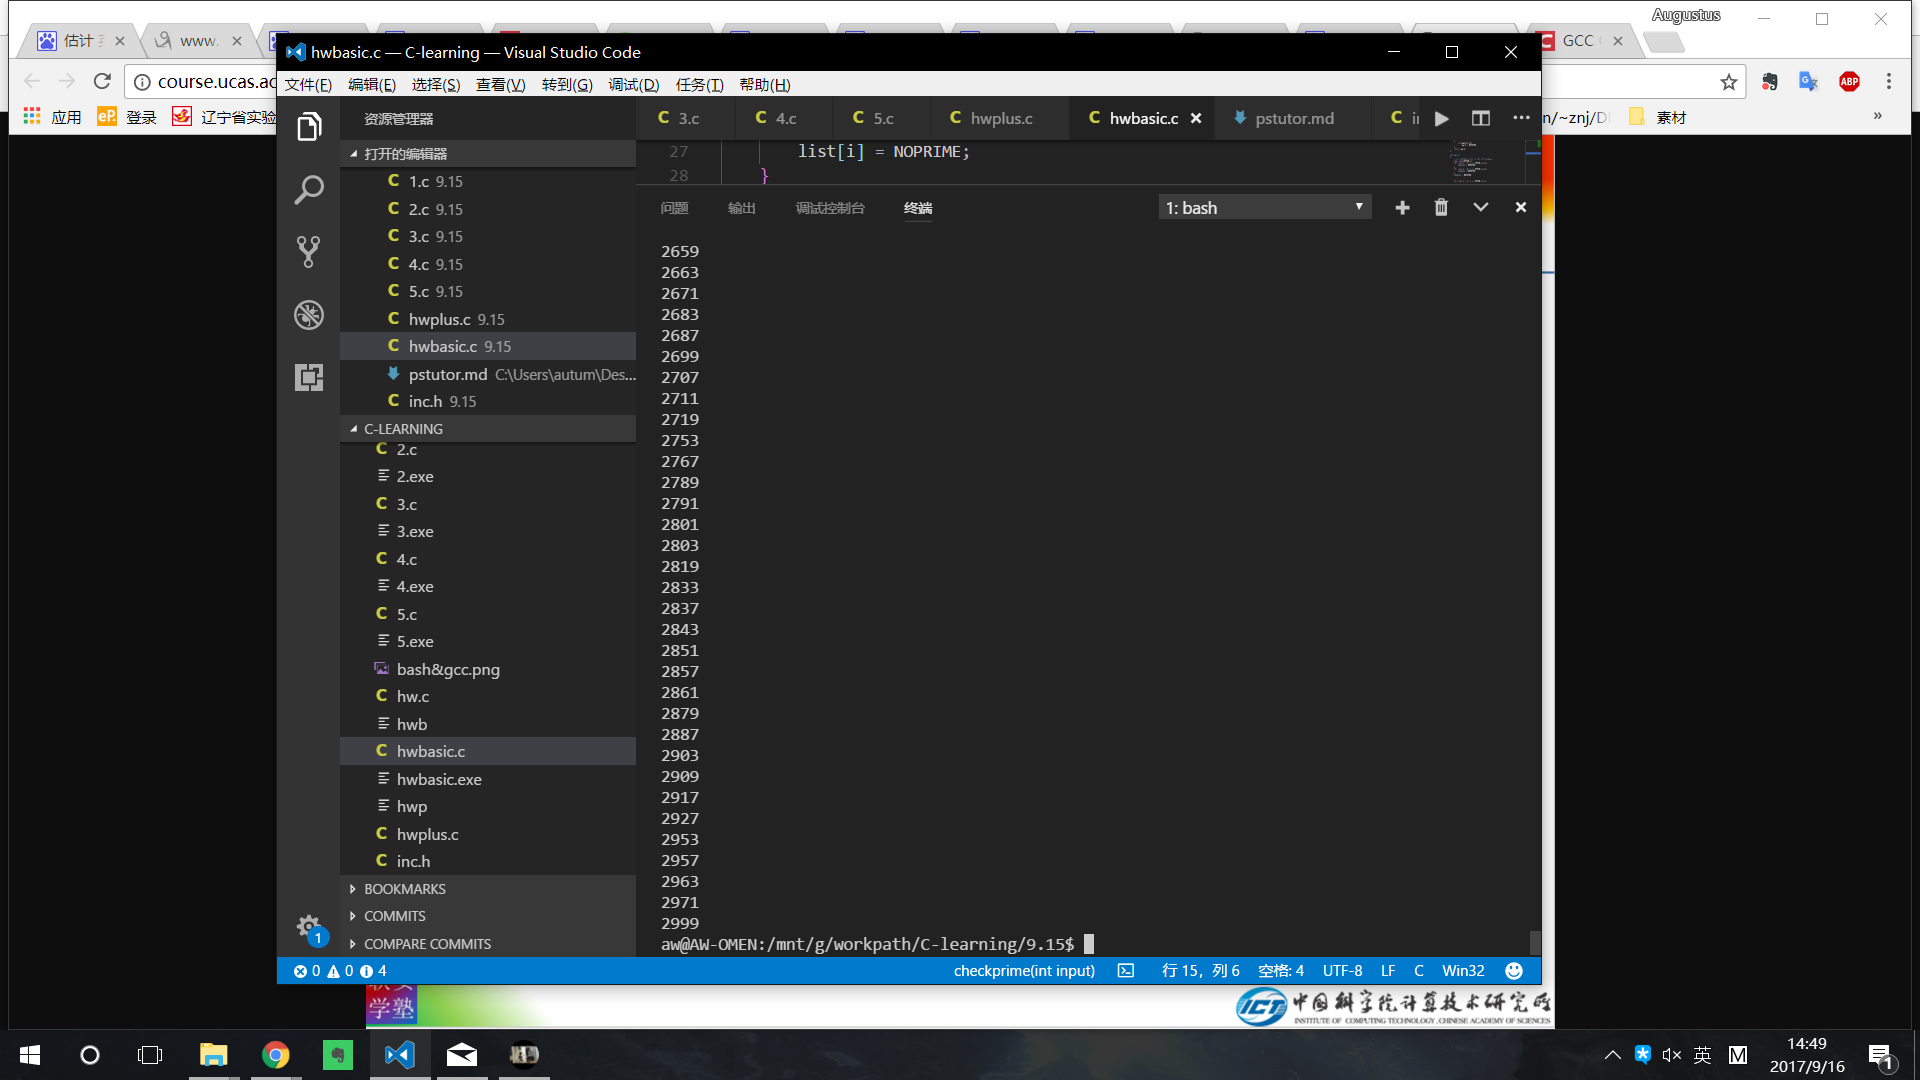 Augustus
估计
www.
GCC
course.ucas.ac
n/~znj/D
应用
登录
辽宁省实验
素材
»
hwbasic.c — C-learning — Visual Studio Code
文件(F) 编辑(E) 选择(S) 查看(V) 转到(G) 调试(D) 任务(T) 帮助(H)
资源管理器
打开的编辑器
1.c 9.15
2.c 9.15
3.c 9.15
4.c 9.15
5.c 9.15
hwplus.c 9.15
hwbasic.c 9.15
pstutor.md C:\Users\autum\Des...
inc.h 9.15
C-LEARNING
2.c
2.exe
3.c
3.exe
4.c
4.exe
5.c
5.exe
bash&gcc.png
hw.c
hwb
hwbasic.c
hwbasic.exe
hwp
hwplus.c
inc.h
BOOKMARKS
COMMITS
COMPARE COMMITS
3.c 4.c 5.c hwplus.c hwbasic.c pstutor.md
27 list[i] = NOPRIME;
28 }
问题 输出 调试控制台 终端
1: bash
2659
2663
2671
2683
2687
2699
2707
2711
2719
2753
2767
2789
2791
2801
2803
2819
2833
2837
2843
2851
2857
2861
2879
2887
2903
2909
2917
2927
2953
2957
2963
2971
2999
aw@AW-OMEN:/mnt/g/workpath/C-learning/9.15$
0 0 4
checkprime(int input) 行 15，列 6 空格: 4 UTF-8 LF C Win32
学塾
ICT 中国科学院计算技术研究所
INSTITUTE OF COMPUTING TECHNOLOGY, CHINESE ACADEMY OF SCIENCES
英 M
14:49
2017/9/16
1